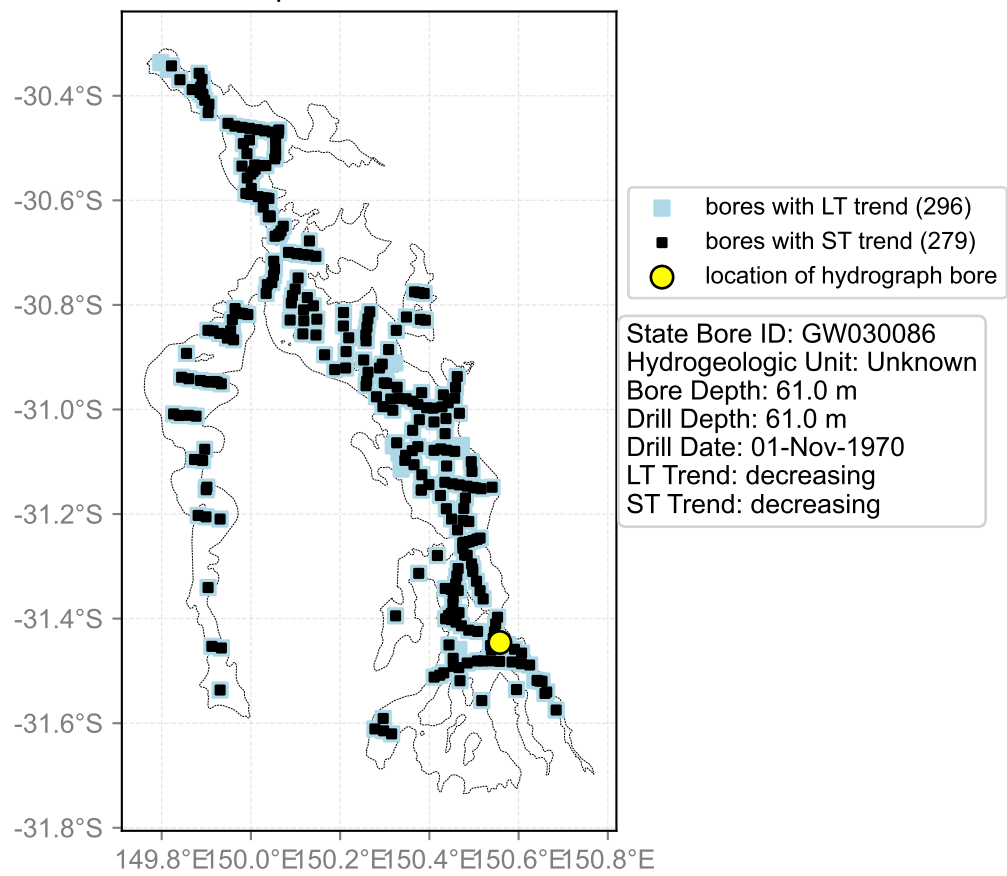 -30.4°S
-30.6°S
-30.8°S
-31.0°S
-31.2°S
-31.4°S
-31.6°S
-31.8°S
149.8°E150.0°E150.2°E150.4°E150.6°E150.8°E
bores with LT trend (296)
bores with ST trend (279)
location of hydrograph bore
State Bore ID: GW030086
Hydrogeologic Unit: Unknown
Bore Depth: 61.0 m
Drill Depth: 61.0 m
Drill Date: 01-Nov-1970
LT Trend: decreasing
ST Trend: decreasing